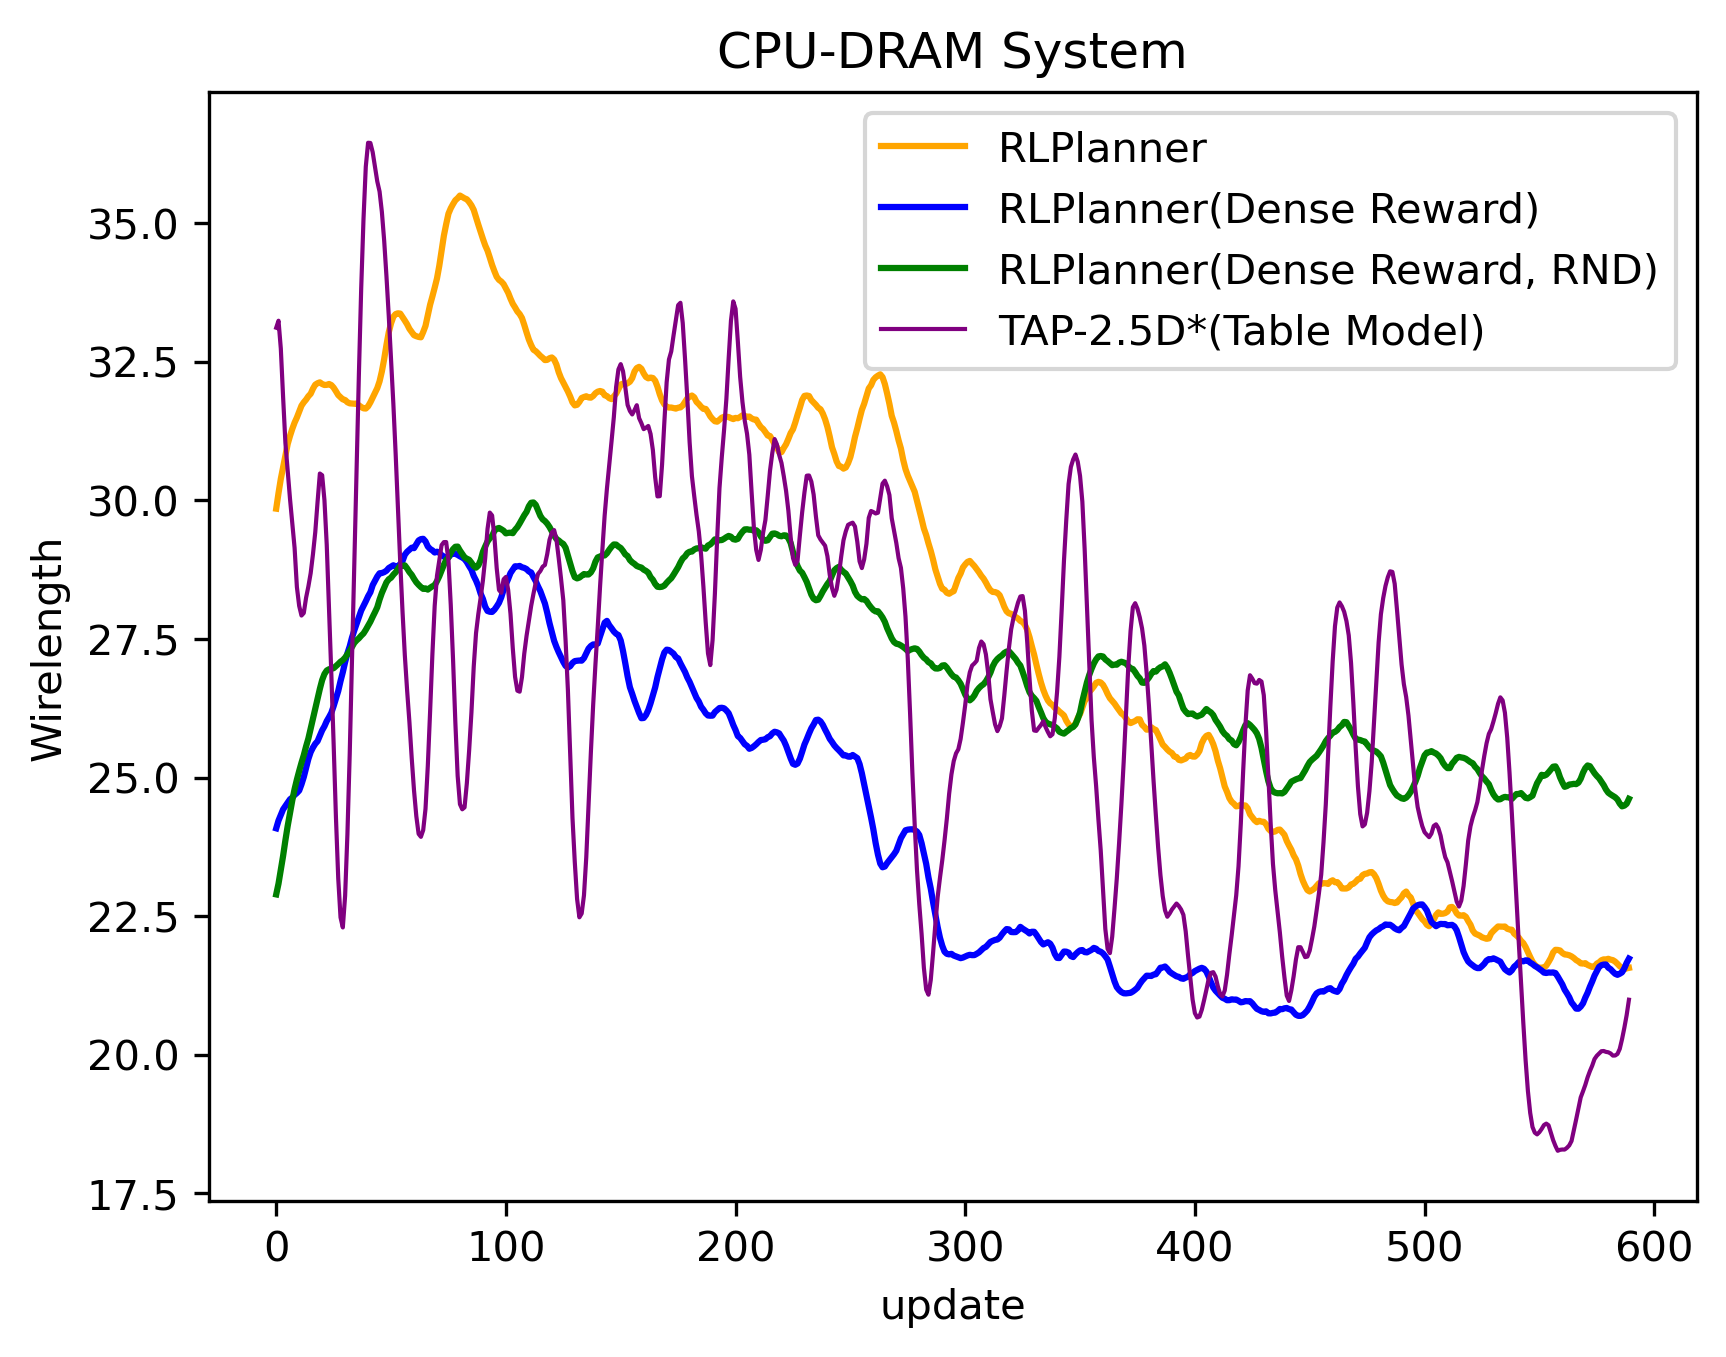 CPU-DRAM System
RLPlanner
RLPlanner(Dense Reward)
RLPlanner(Dense Reward, RND)
TAP-2.5D*(Table Model)
Wirelength
35.0
32.5
30.0
27.5
25.0
22.5
20.0
17.5
0 100 200 300 400 500 600
update